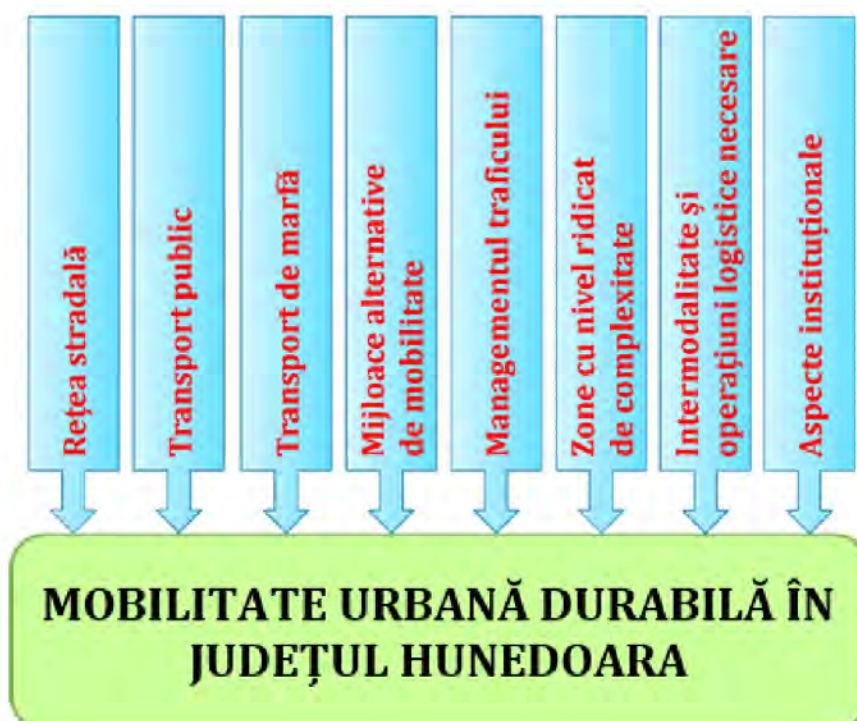 Rețea stradală
Transport public
Transport de marfă
Mijloace alternative
de mobilitate
Managementul traficului
Zone cu nivel ridicat
de complexitate
Intermodalitate și
operațiuni logistice necesare
Aspecte instituționale
MOBILITATE URBANĂ DURABILĂ ÎN
JUDEȚUL HUNEDOARA